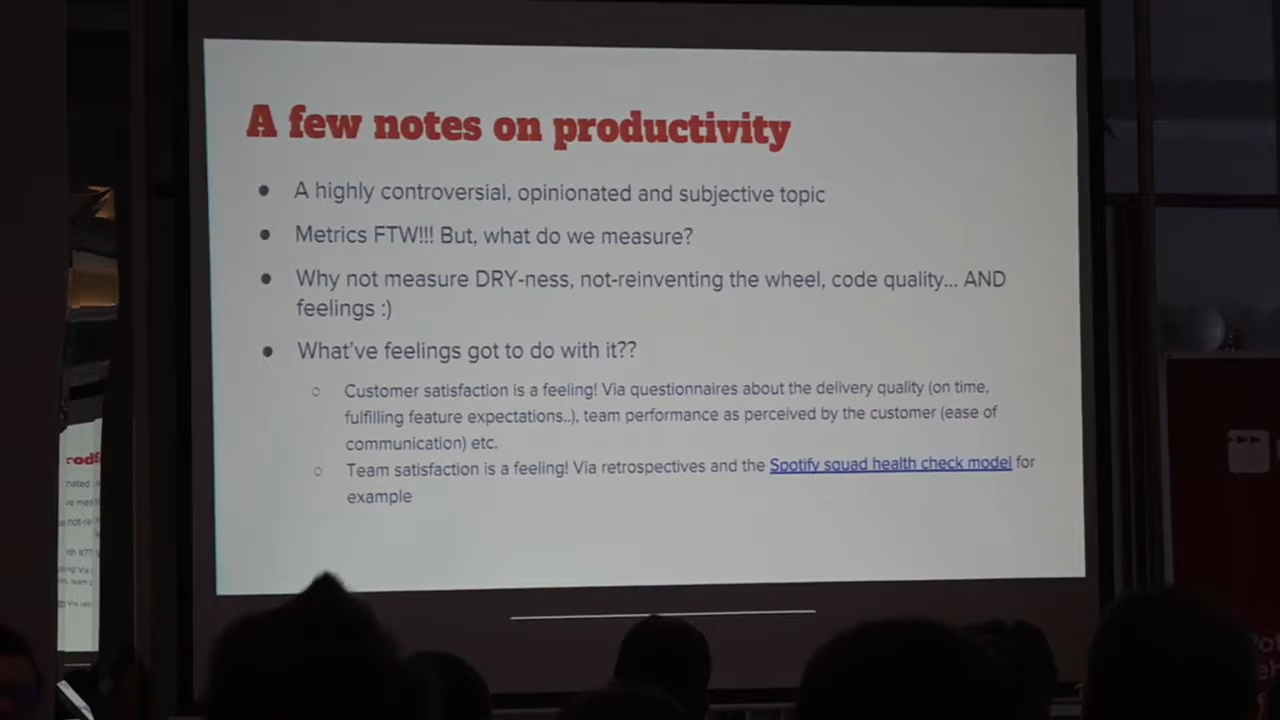 A few notes on productivity
● A highly controversial, opinionated and subjective topic
● Metrics FTW!!! But, what do we measure?
● Why not measure DRY-ness, not-reinventing the wheel, code quality... AND
feelings :)
● What've feelings got to do with it??
○ Customer satisfaction is a feeling! Via questionnaires about the delivery quality (on time,
fulfilling feature expectations..), team performance as perceived by the customer (ease of
communication) etc.
○ Team satisfaction is a feeling! Via retrospectives and the Spotify squad health check model for
example